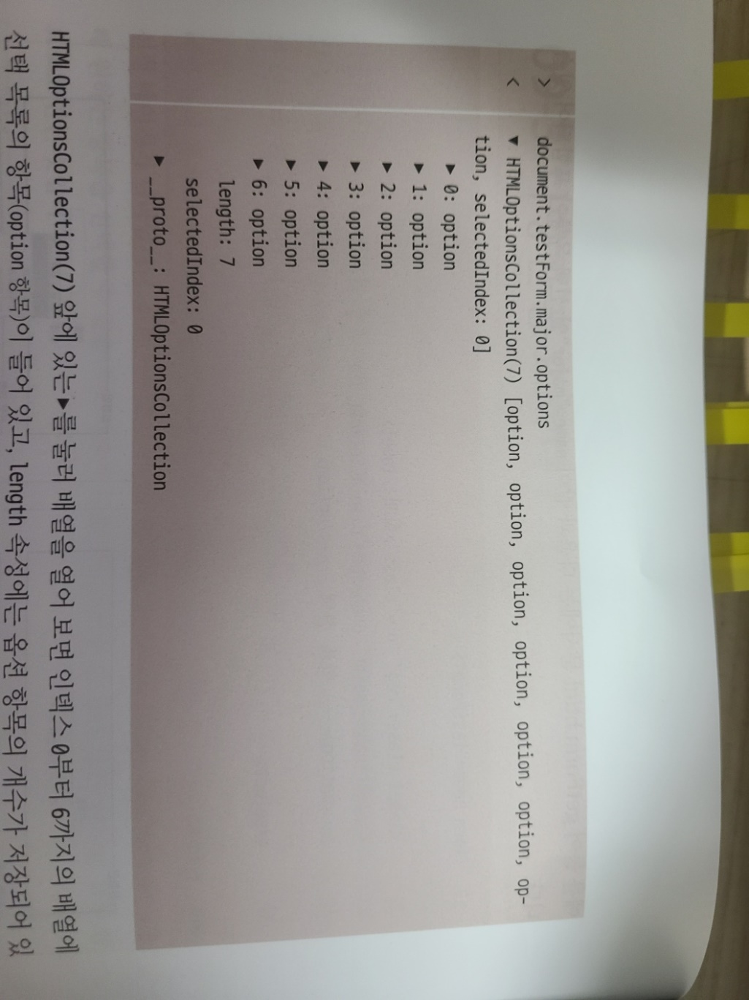 > document.testForm.major.options
< ▼ HTMLOptionsCollection(7) [option, option, option, option, option, option, op-
tion, selectedIndex: 0]
▶ 0: option
▶ 1: option
▶ 2: option
▶ 3: option
▶ 4: option
▶ 5: option
▶ 6: option
length: 7
selectedIndex: 0
▶ __proto__: HTMLOptionsCollection
HTMLOptionsCollection(7) 앞에 있는 ▶를 눌러 배열을 열어 보면 인덱스 0부터 6까지의 배열에
선택 목록의 항목(option 항목)이 들어 있고, length 속성에는 옵션 항목의 개수가 저장되어 있